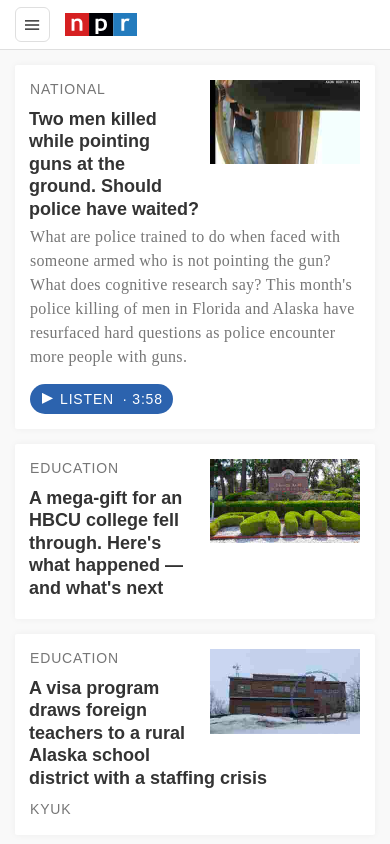 npr
NATIONAL
Two men killed
while pointing
guns at the
ground. Should
police have waited?
What are police trained to do when faced with
someone armed who is not pointing the gun?
What does cognitive research say? This month's
police killing of men in Florida and Alaska have
resurfaced hard questions as police encounter
more people with guns.
LISTEN · 3:58
EDUCATION
A mega-gift for an
HBCU college fell
through. Here's
what happened —
and what's next
EDUCATION
A visa program
draws foreign
teachers to a rural
Alaska school
district with a staffing crisis
KYUK